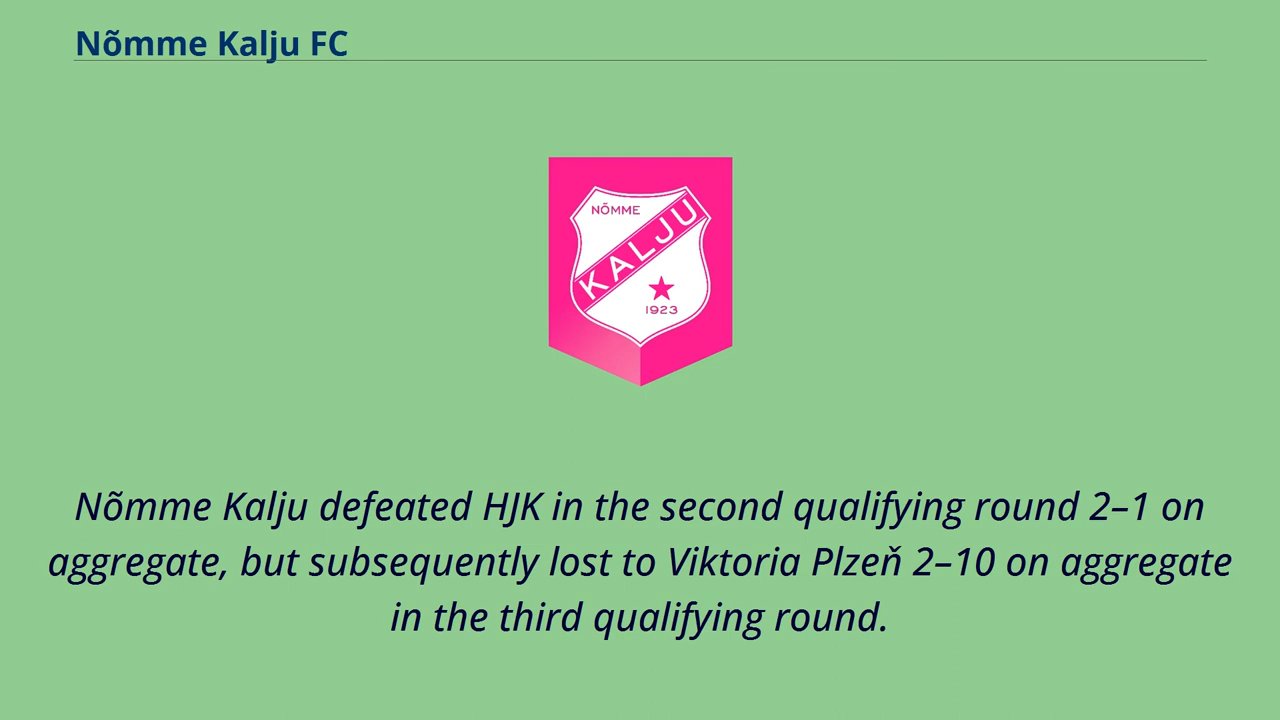 Nõmme Kalju FC
NÕMME
KALJU
1923
Nõmme Kalju defeated HJK in the second qualifying round 2–1 on
aggregate, but subsequently lost to Viktoria Plzeň 2–10 on aggregate
in the third qualifying round.